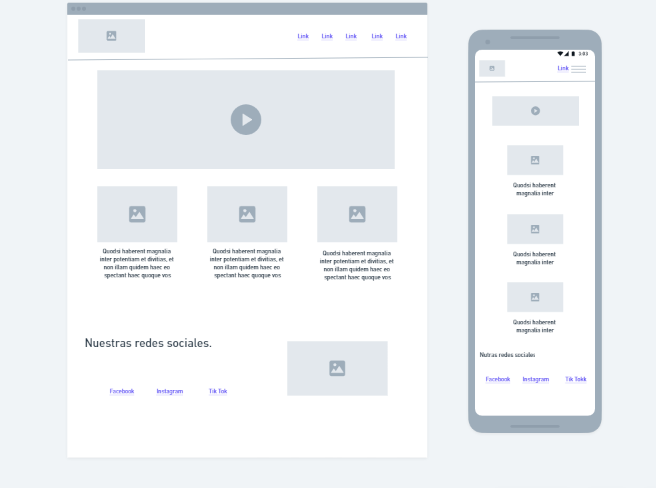 Link Link Link Link Link
Quodsi haberent magnalia
inter potentiam et divitias, et
non illam quidem haec eo
spectant haec quoque vos
Quodsi haberent magnalia
inter potentiam et divitias, et
non illam quidem haec eo
spectant haec quoque vos
Quodsi haberent magnalia
inter potentiam et divitias, et
non illam quidem haec eo
spectant haec quoque vos
Nuestras redes sociales.
Facebook Instagram Tik Tok
Link
Quodsi haberent
magnalia inter
Quodsi haberent
magnalia inter
Quodsi haberent
magnalia inter
Nutras redes sociales
Facebook Instagram Tik Tokk